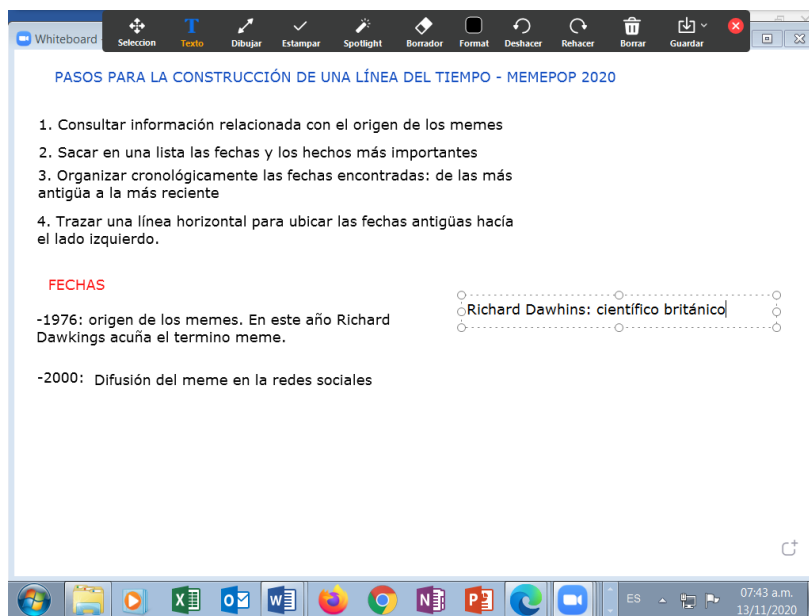 Whiteboard
Seleccion
Texto
Dibujar
Estampar
Spotlight
Borrador
Format
Deshacer
Rehacer
Borrar
Guardar
PASOS PARA LA CONSTRUCCIÓN DE UNA LÍNEA DEL TIEMPO - MEMEPOP 2020
1. Consultar información relacionada con el origen de los memes
2. Sacar en una lista las fechas y los hechos más importantes
3. Organizar cronológicamente las fechas encontradas: de las más
antigüa a la más reciente
4. Trazar una línea horizontal para ubicar las fechas antigüas hacía
el lado izquierdo.
FECHAS
-1976: origen de los memes. En este año Richard
Dawkings acuña el termino meme.
Richard Dawhins: científico británico
-2000: Difusión del meme en la redes sociales
ES
07:43 a.m.
13/11/2020